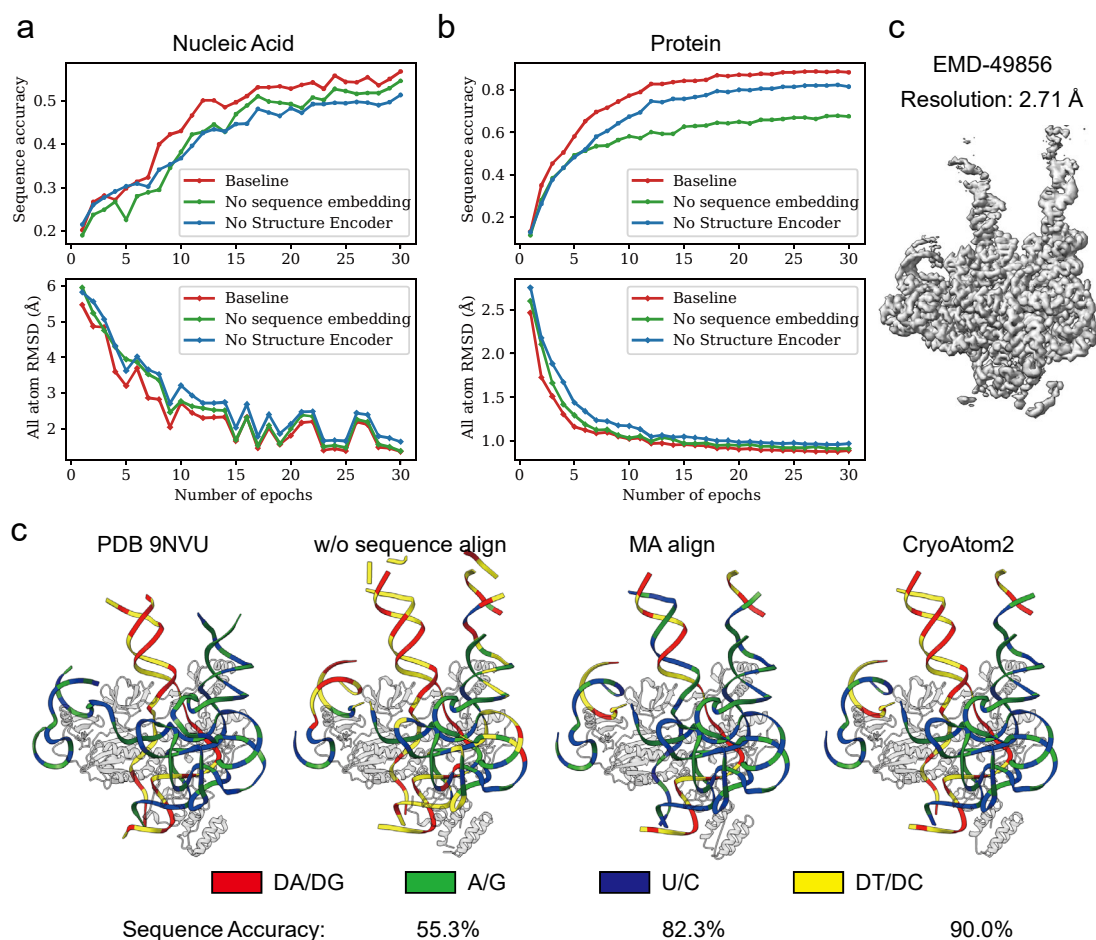 a
Nucleic Acid
Sequence accuracy
0.5
0.4
0.3
0.2
Baseline
No sequence embedding
No Structure Encoder
0 5 10 15 20 25 30
All atom RMSD (Å)
6
5
4
3
2
Baseline
No sequence embedding
No Structure Encoder
0 5 10 15 20 25 30
Number of epochs
b
Protein
Sequence accuracy
0.8
0.6
0.4
0.2
Baseline
No sequence embedding
No Structure Encoder
0 5 10 15 20 25 30
All atom RMSD (Å)
2.5
2.0
1.5
1.0
Baseline
No sequence embedding
No Structure Encoder
0 5 10 15 20 25 30
Number of epochs
c
EMD-49856
Resolution: 2.71 Å
c
PDB 9NVU w/o sequence align MA align CryoAtom2
DA/DG A/G U/C DT/DC
Sequence Accuracy: 55.3% 82.3% 90.0%